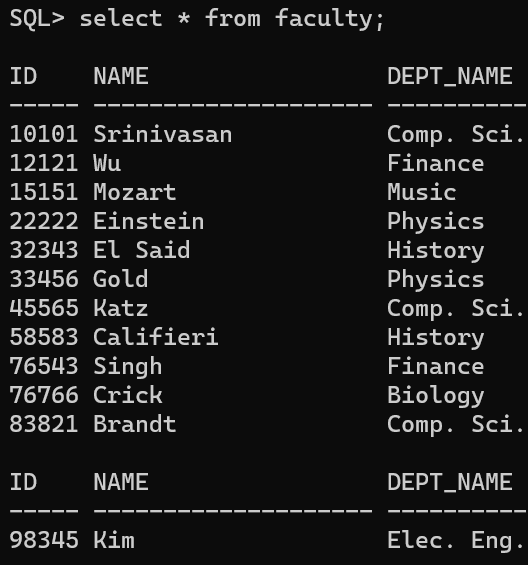 SQL> select * from faculty;
ID    NAME                 DEPT_NAME
----- -------------------- ----------
10101 Srinivasan           Comp. Sci.
12121 Wu                   Finance
15151 Mozart               Music
22222 Einstein             Physics
32343 El Said              History
33456 Gold                 Physics
45565 Katz                 Comp. Sci.
58583 Califieri            History
76543 Singh                Finance
76766 Crick                Biology
83821 Brandt               Comp. Sci.
ID    NAME                 DEPT_NAME
----- -------------------- ----------
98345 Kim                  Elec. Eng.